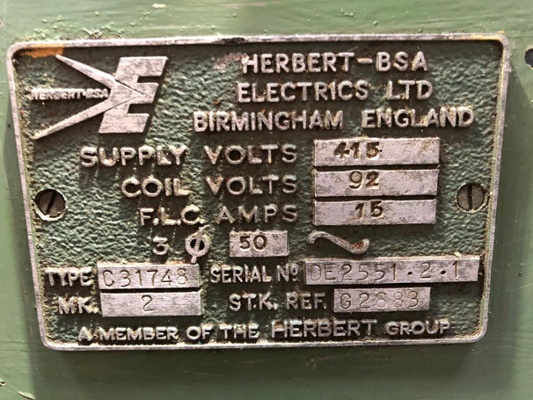 HERBERT-BSA
E
HERBERT-BSA
ELECTRICS LTD
BIRMINGHAM ENGLAND
SUPPLY VOLTS 415
COIL VOLTS 92
F.L.C. AMPS 15
3 ϕ 50 ~
TYPE C31748 SERIAL Nº DE2551·2·1
MK. 2 STK. REF. G2883
A MEMBER OF THE HERBERT GROUP